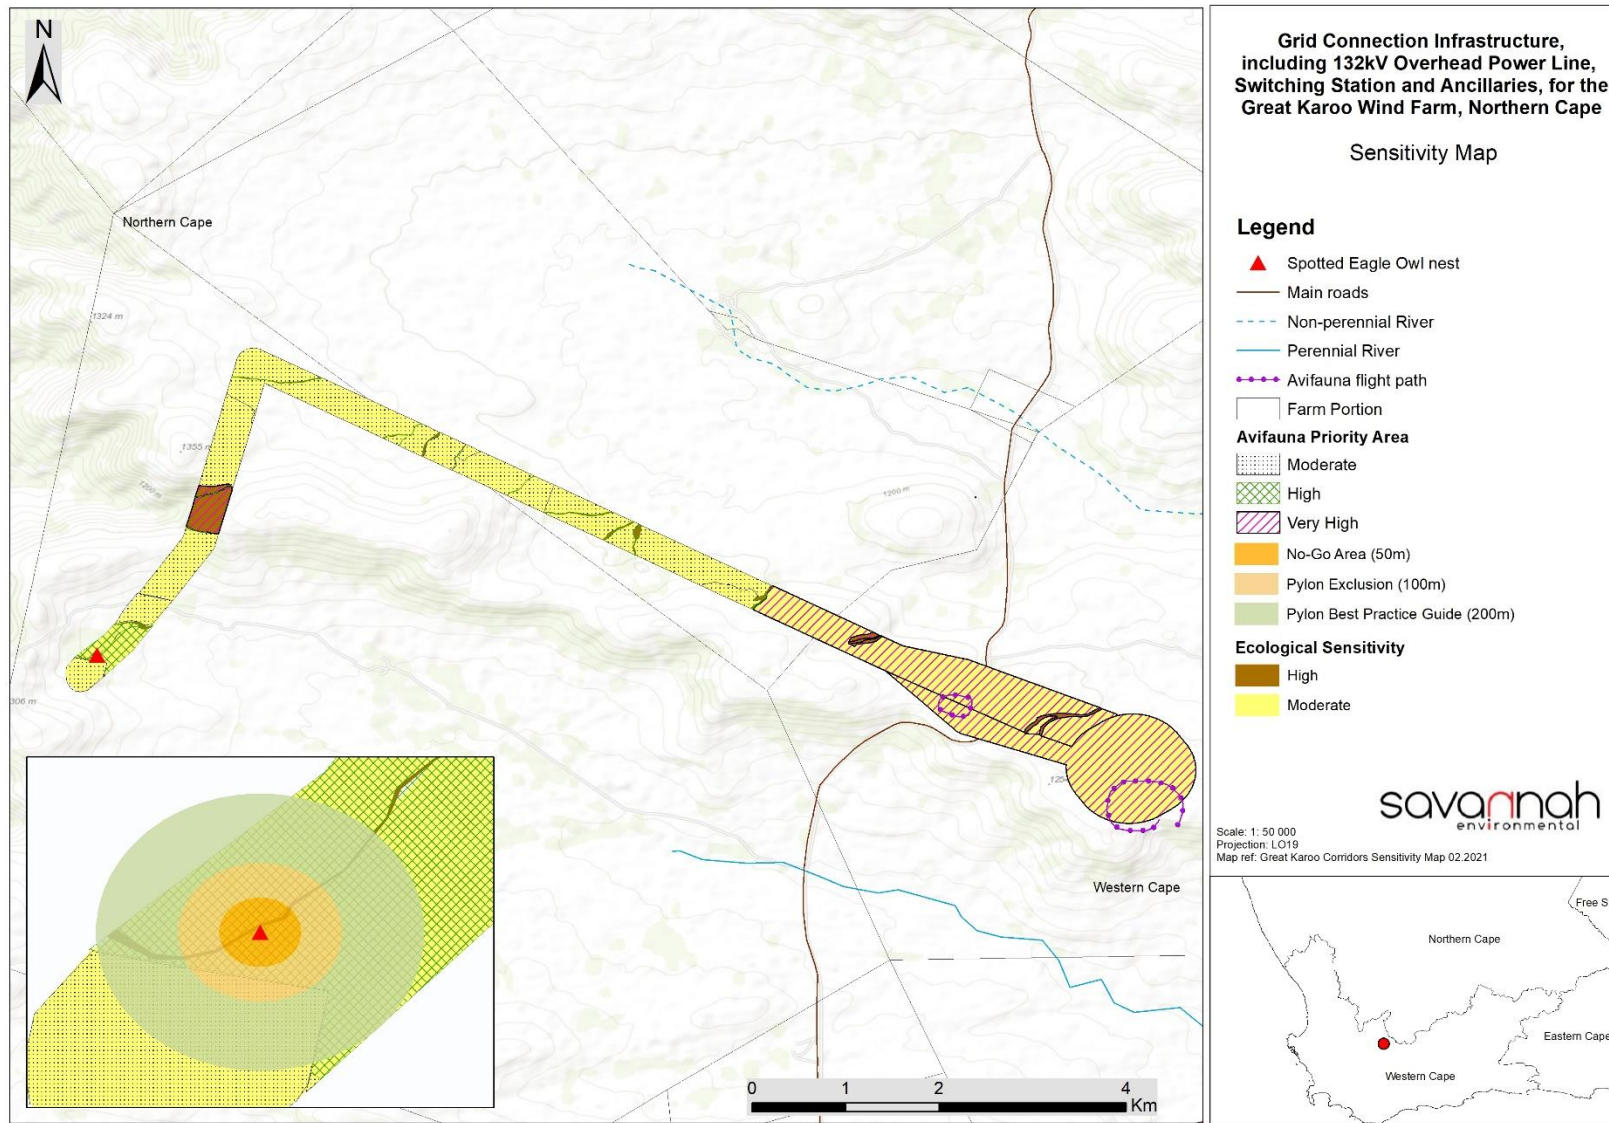 N
Northern Cape
1324 m
1355 m
1200 m
1200 m
306 m
125
Western Cape
0 1 2 4
Km
Grid Connection Infrastructure,
including 132kV Overhead Power Line,
Switching Station and Ancillaries, for the
Great Karoo Wind Farm, Northern Cape
Sensitivity Map
Legend
Spotted Eagle Owl nest
Main roads
Non-perennial River
Perennial River
Avifauna flight path
Farm Portion
Avifauna Priority Area
Moderate
High
Very High
No-Go Area (50m)
Pylon Exclusion (100m)
Pylon Best Practice Guide (200m)
Ecological Sensitivity
High
Moderate
savannah
environmental
Scale: 1: 50 000
Projection: LO19
Map ref: Great Karoo Corridors Sensitivity Map 02.2021
Free S
Northern Cape
Eastern Cape
Western Cape